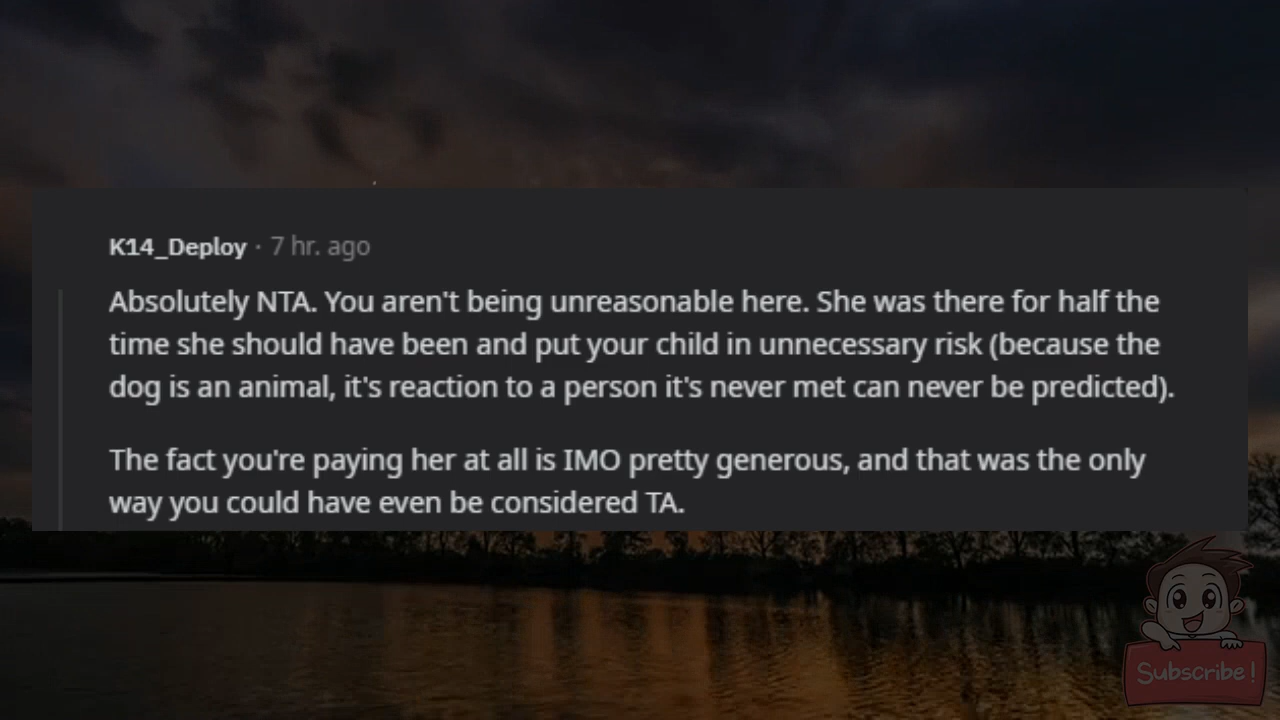 K14_Deploy · 7 hr. ago
Absolutely NTA. You aren't being unreasonable here. She was there for half the
time she should have been and put your child in unnecessary risk (because the
dog is an animal, it's reaction to a person it's never met can never be predicted).
The fact you're paying her at all is IMO pretty generous, and that was the only
way you could have even be considered TA.
Subscribe!